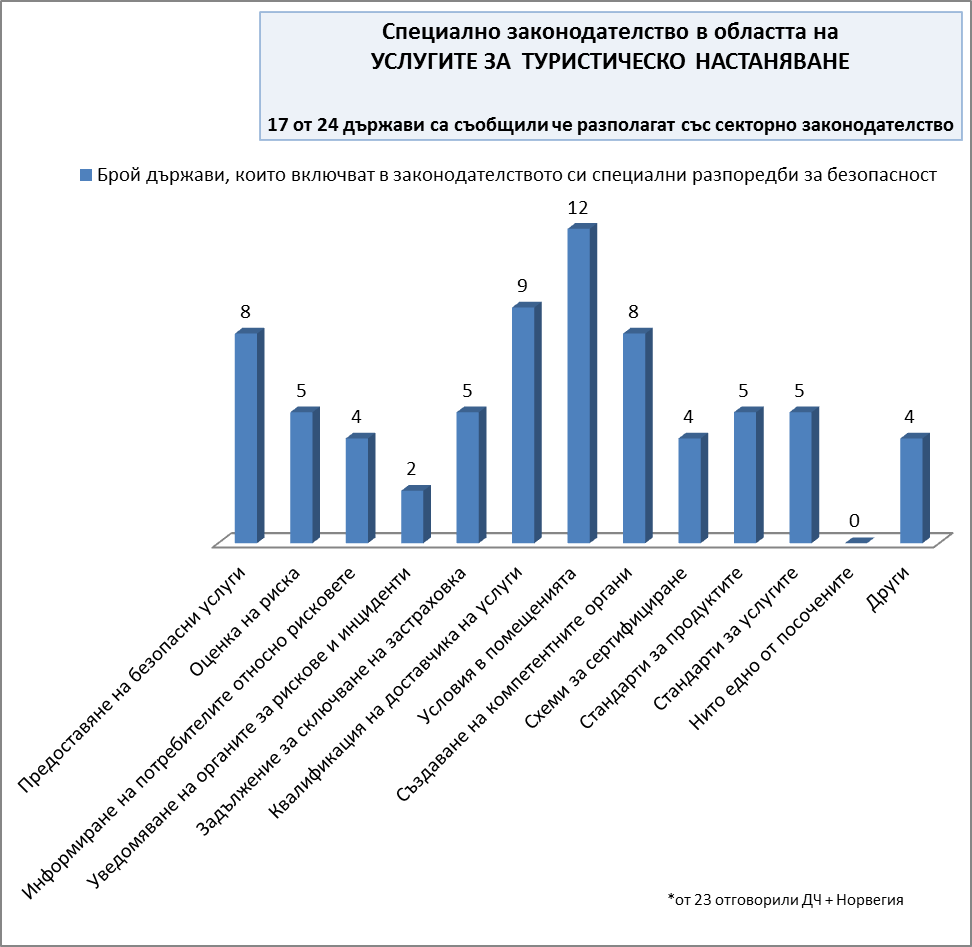 Специално законодателство в областта на
УСЛУГИТЕ ЗА ТУРИСТИЧЕСКО НАСТАНЯВАНЕ
17 от 24 държави са съобщили че разполагат със секторно законодателство
Брой държави, които включват в законодателството си специални разпоредби за безопасност
8
5
4
2
5
9
12
8
4
5
5
0
4
Предоставяне на безопасни услуги
Оценка на риска
Информиране на потребителите относно рисковете
Уведомяване на органите за рискове и инциденти
Задължение за сключване на застраховка
Квалификация на доставчика на услуги
Условия в помещенията
Създаване на компетентните органи
Схеми за сертифициране
Стандарти за продуктите
Стандарти за услугите
Нито едно от посочените
Други
*от 23 отговорили ДЧ + Норвегия